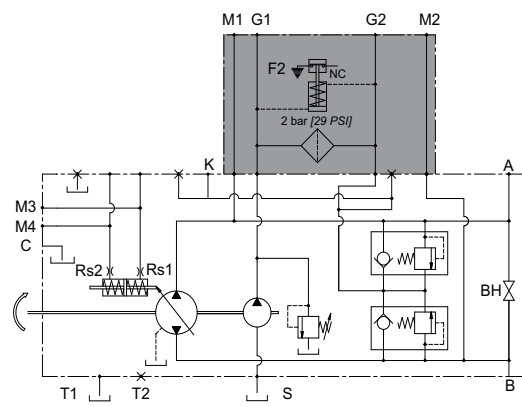 M1 G1 G2 M2
F2
NC
2 bar [29 PSI]
K
A
M3
M4
C
Rs2 Rs1
BH
T1 T2 S B